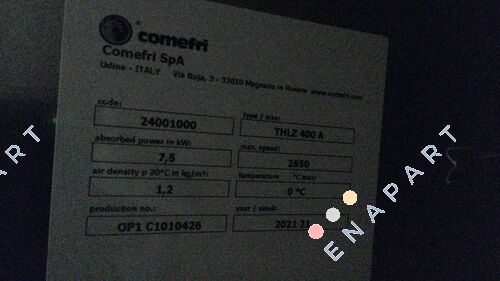 comefri
Comefri SpA
Udine - ITALY Via Buja, 3 - 33010 Magnano in Riviera www.comefri.com
code: type / size:
24001000 THLZ 400 A
absorbed power in kW: max. speed:
7,5 2850
air density ρ 20°C in kg/m³: temperature °C max:
1,2 0 °C
production no.: year / week:
OP1 C1010426 2021 21
ENAPART
ENAPART